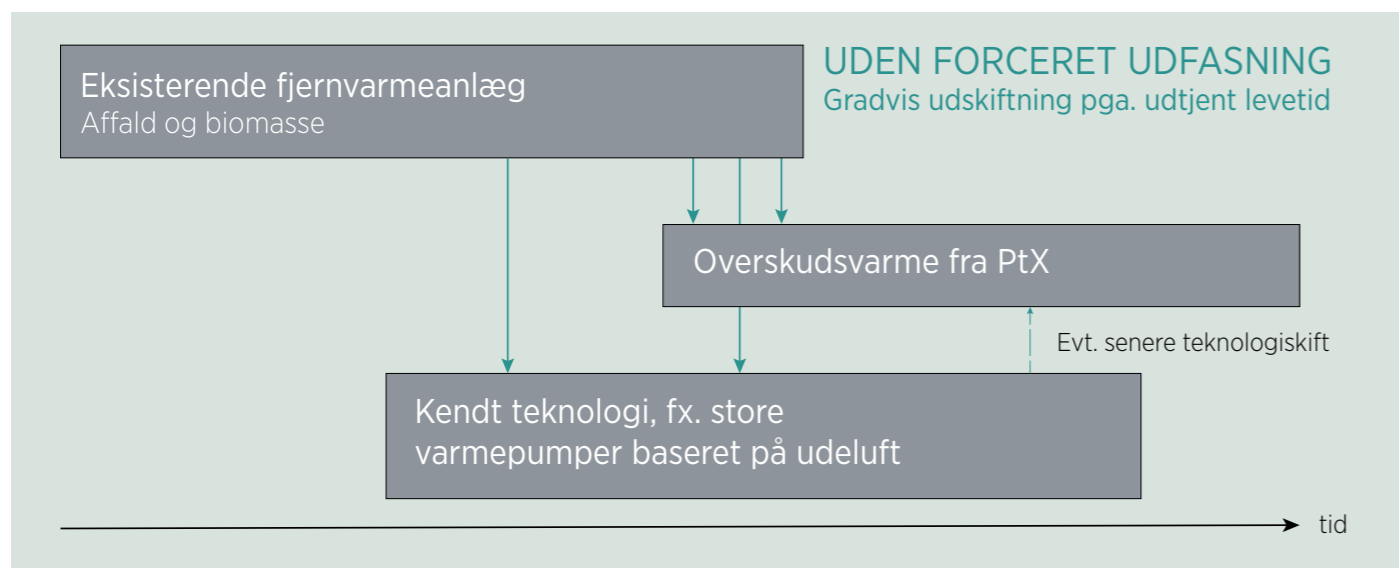 Eksisterende fjernvarmeanlæg
Affald og biomasse
UDEN FORCERET UDFASNING
Gradvis udskiftning pga. udtjent levetid
Overskudsvarme fra PtX
Evt. senere teknologiskift
Kendt teknologi, fx. store
varmepumper baseret på udeluft
tid